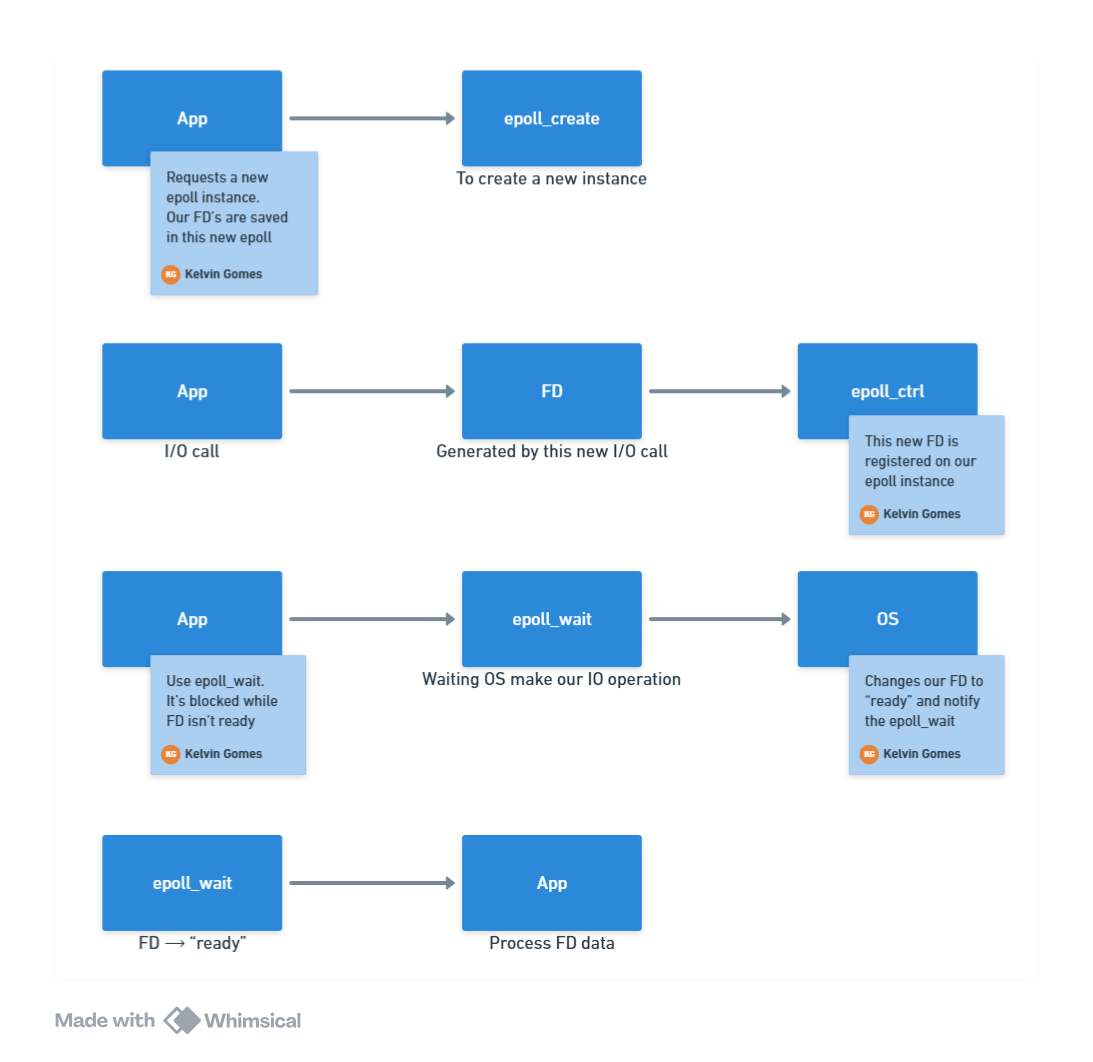 App
epoll_create
Requests a new
epoll instance.
Our FD's are saved
in this new epoll
KG Kelvin Gomes
To create a new instance
App
FD
epoll_ctrl
I/O call
Generated by this new I/O call
This new FD is
registered on our
epoll instance
KG Kelvin Gomes
App
epoll_wait
OS
Use epoll_wait.
It's blocked while
FD isn't ready
KG Kelvin Gomes
Waiting OS make our IO operation
Changes our FD to
“ready” and notify
the epoll_wait
KG Kelvin Gomes
epoll_wait
App
FD → “ready”
Process FD data
Made with Whimsical